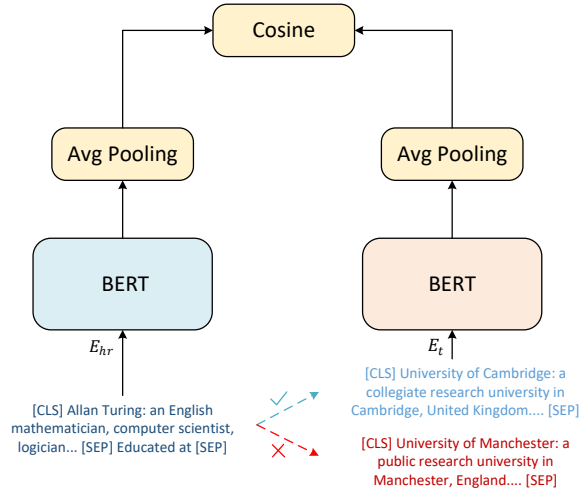 Cosine
Avg Pooling
Avg Pooling
BERT
BERT
E_hr
E_t
[CLS] Allan Turing: an English
mathematician, computer scientist,
logician... [SEP] Educated at [SEP]
[CLS] University of Cambridge: a
collegiate research university in
Cambridge, United Kingdom.... [SEP]
[CLS] University of Manchester: a
public research university in
Manchester, England.... [SEP]